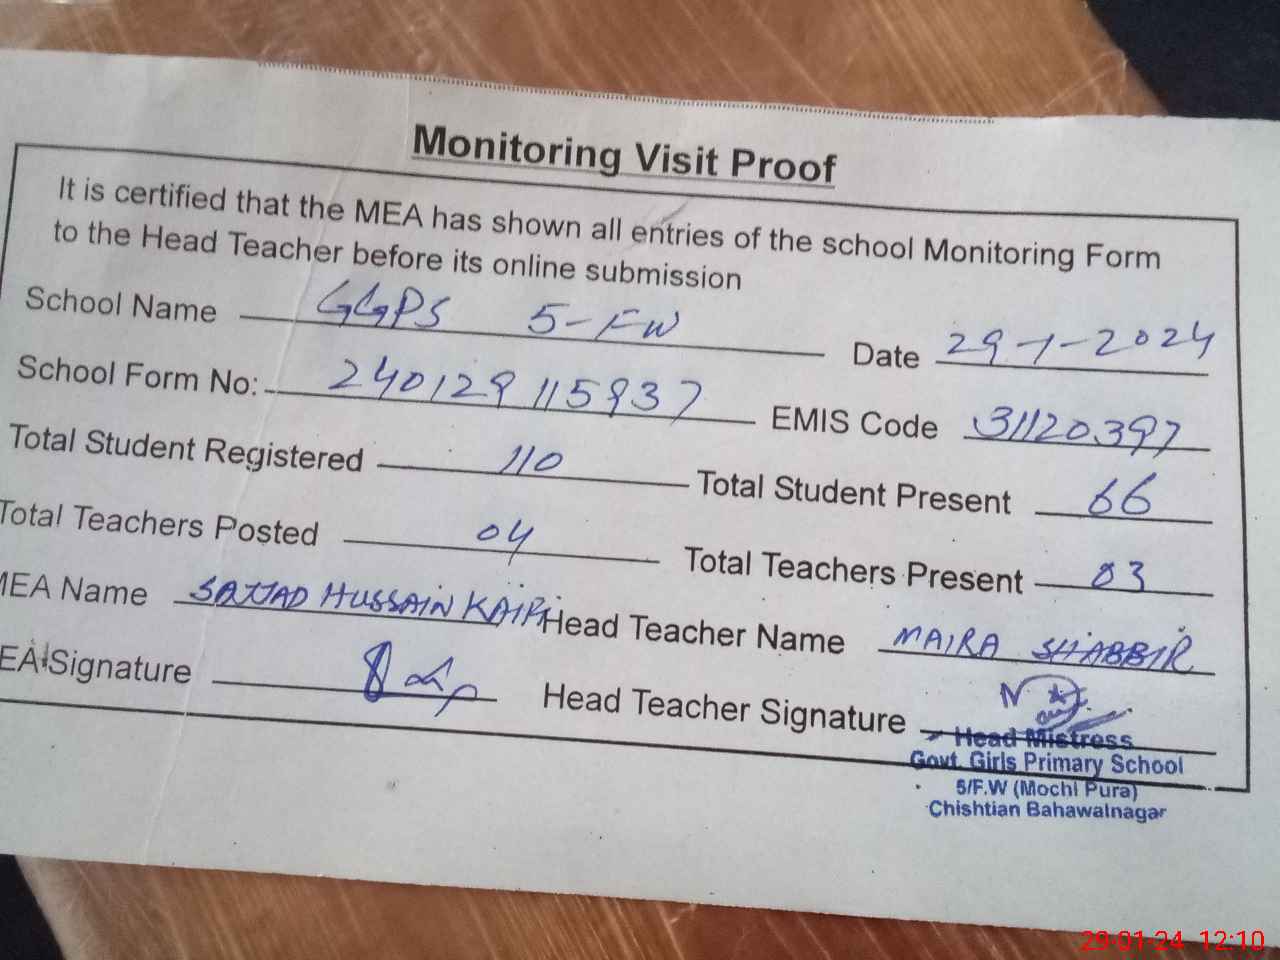 Monitoring Visit Proof
It is certified that the MEA has shown all entries of the school Monitoring Form
to the Head Teacher before its online submission
School Name GGPS 5-FW Date 29-1-2024
School Form No: 240129115937 EMIS Code 31120397
Total Student Registered 110 Total Student Present 66
Total Teachers Posted 04 Total Teachers Present 03
MEA Name SAJJAD HUSSAIN Head Teacher Name MAIRA SHABBIR
EA Signature Head Teacher Signature
Head Mistress
Govt. Girls Primary School
5/F.W (Mochi Pura)
Chishtian Bahawalnagar
29-01-24 12:10